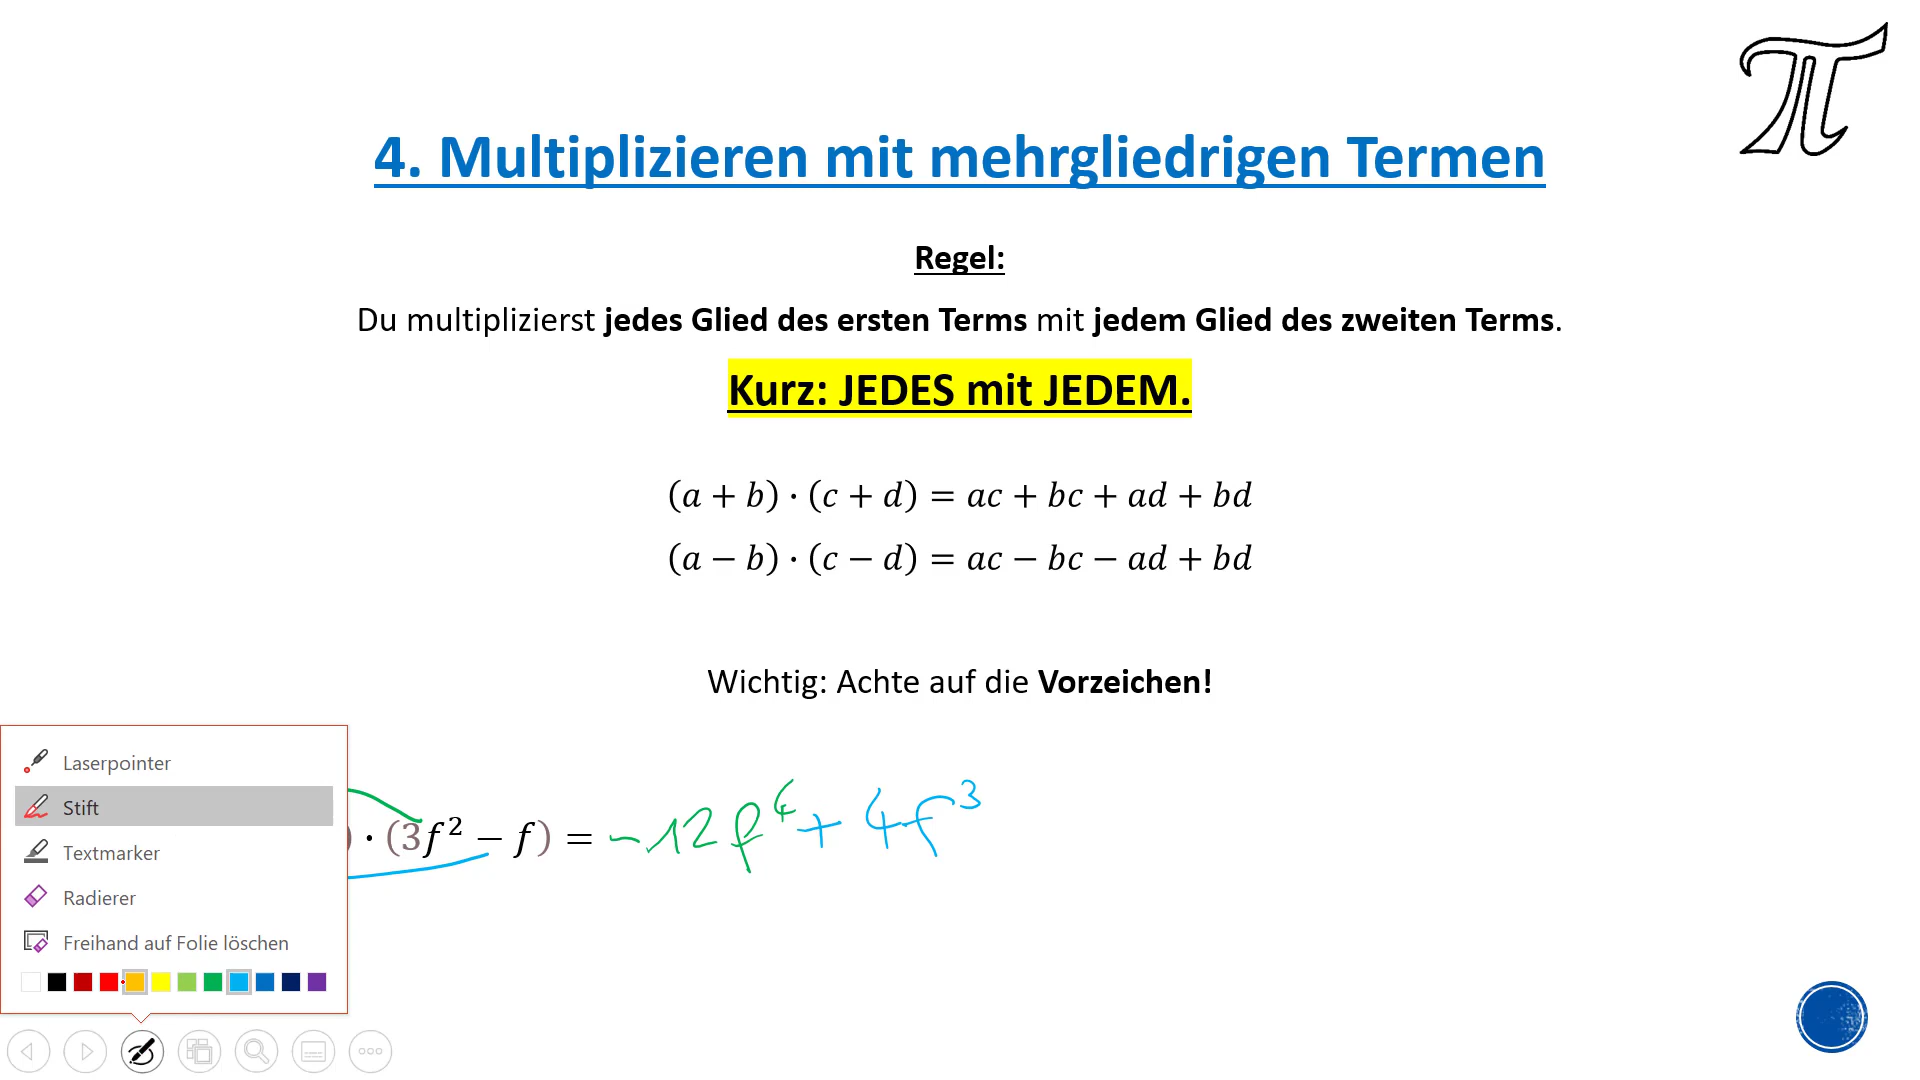 4. Multiplizieren mit mehrgliedrigen Termen
Regel:
Du multiplizierst jedes Glied des ersten Terms mit jedem Glied des zweiten Terms.
Kurz: JEDES mit JEDEM.
(a + b) · (c + d) = ac + bc + ad + bd
(a − b) · (c − d) = ac − bc − ad + bd
Wichtig: Achte auf die Vorzeichen!
) · (3f² − f) = −12f⁴ + 4f³
Laserpointer
Stift
Textmarker
Radierer
Freihand auf Folie löschen